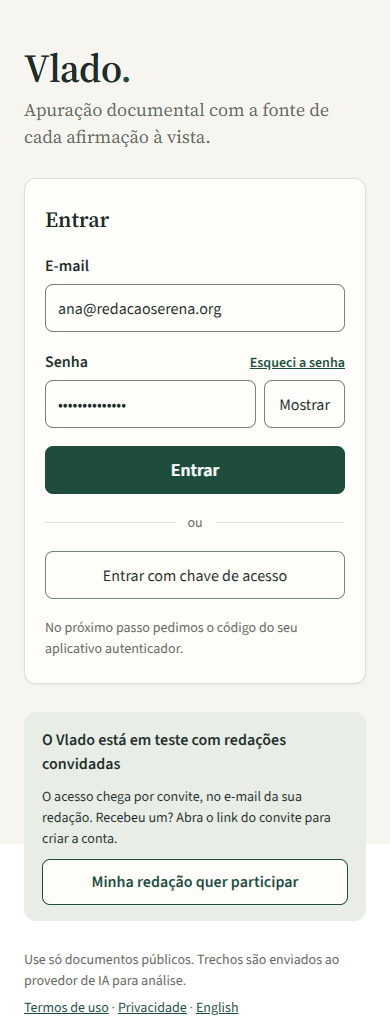 Vlado.
Apuração documental com a fonte de
cada afirmação à vista.
Entrar
E-mail
ana@redacaoserena.org
Senha
Esqueci a senha
••••••••••••••
Mostrar
Entrar
ou
Entrar com chave de acesso
No próximo passo pedimos o código do seu
aplicativo autenticador.
O Vlado está em teste com redações
convidadas
O acesso chega por convite, no e-mail da sua
redação. Recebeu um? Abra o link do convite para
criar a conta.
Minha redação quer participar
Use só documentos públicos. Trechos são enviados ao
provedor de IA para análise.
Termos de uso · Privacidade · English